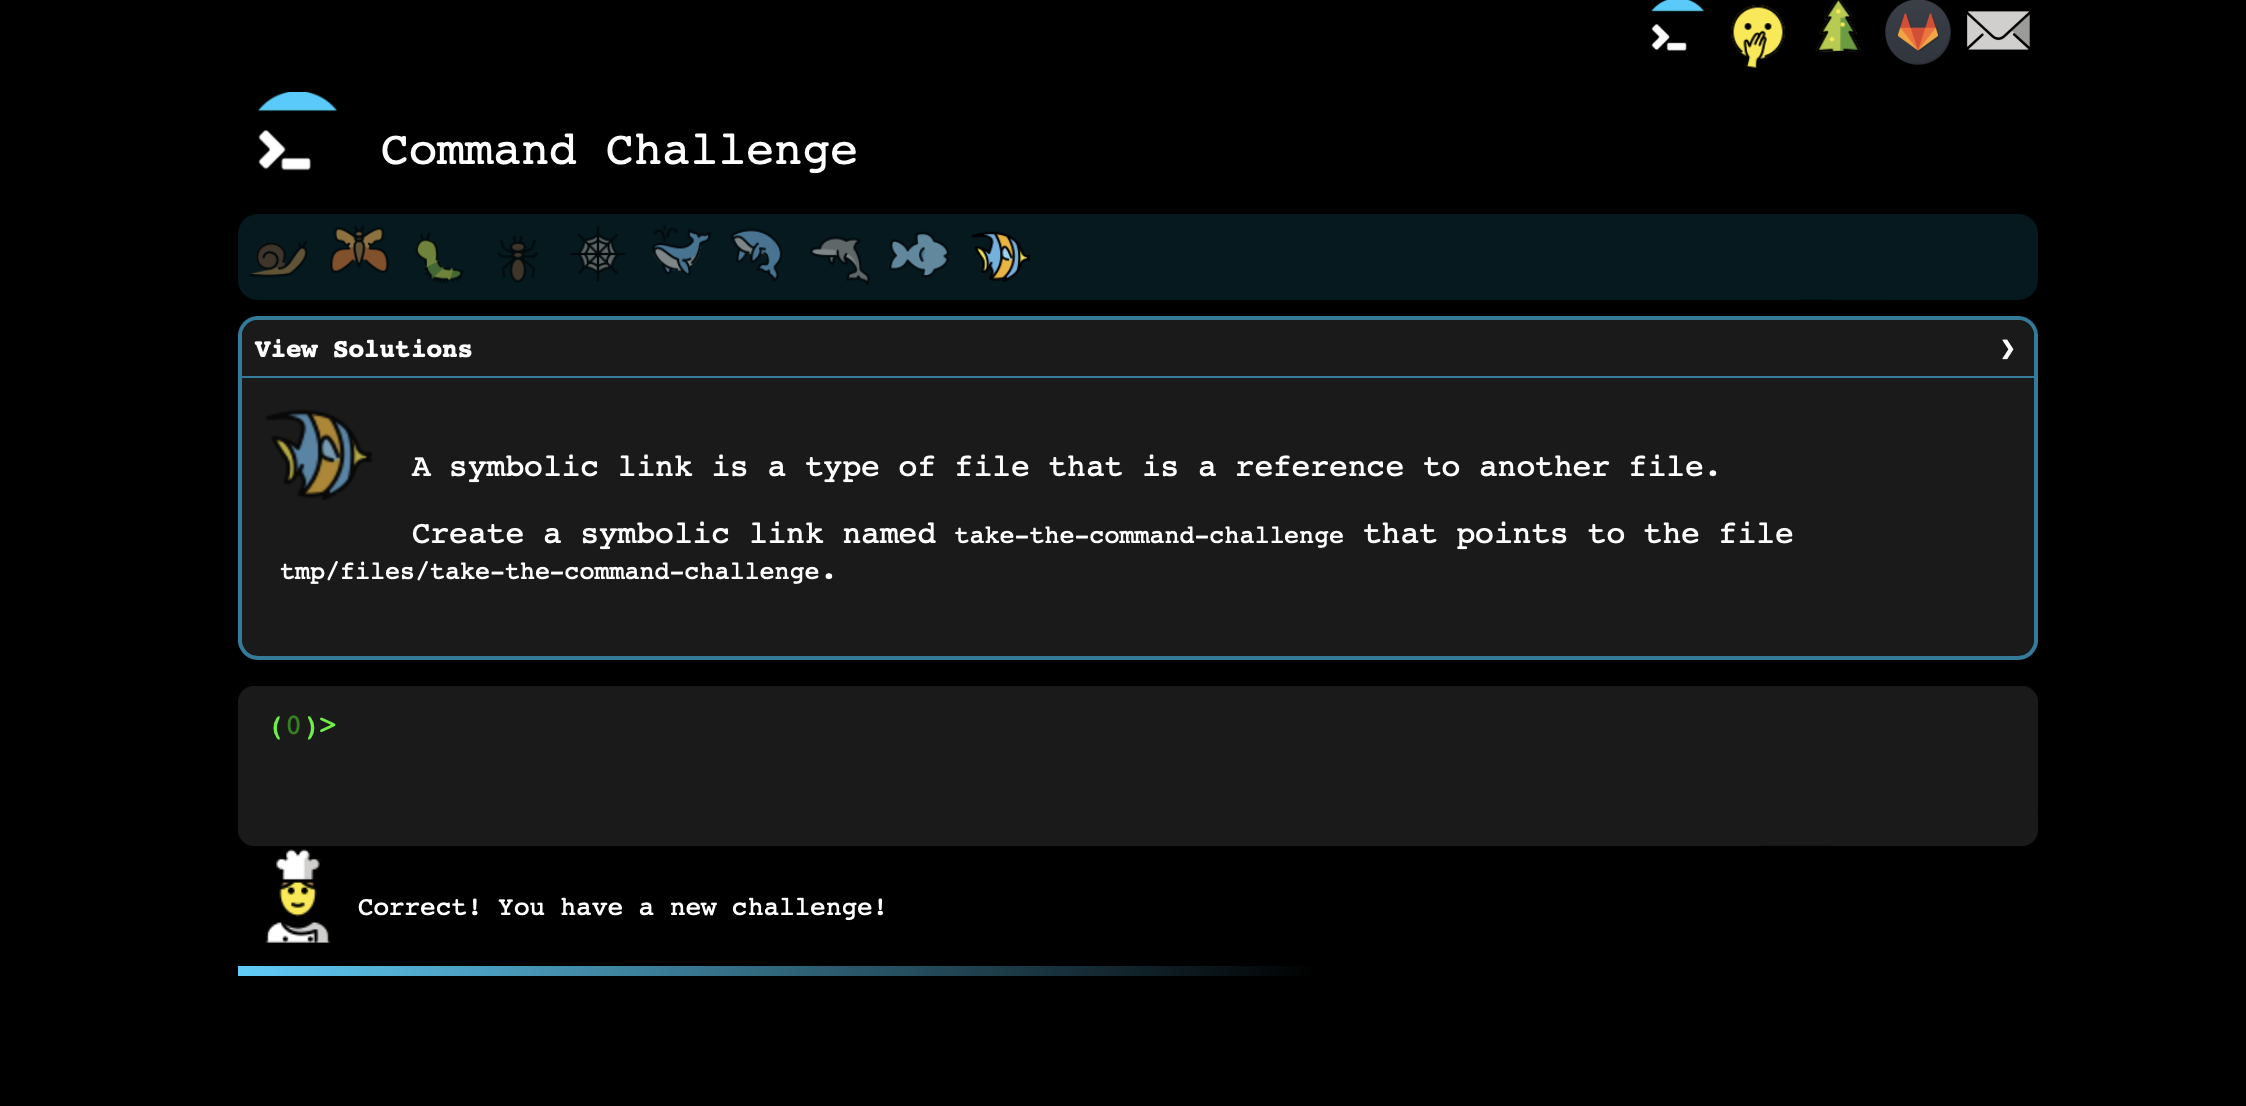 Command Challenge
View Solutions ❯
A symbolic link is a type of file that is a reference to another file.
Create a symbolic link named take-the-command-challenge that points to the file
tmp/files/take-the-command-challenge.
(0)>
Correct! You have a new challenge!